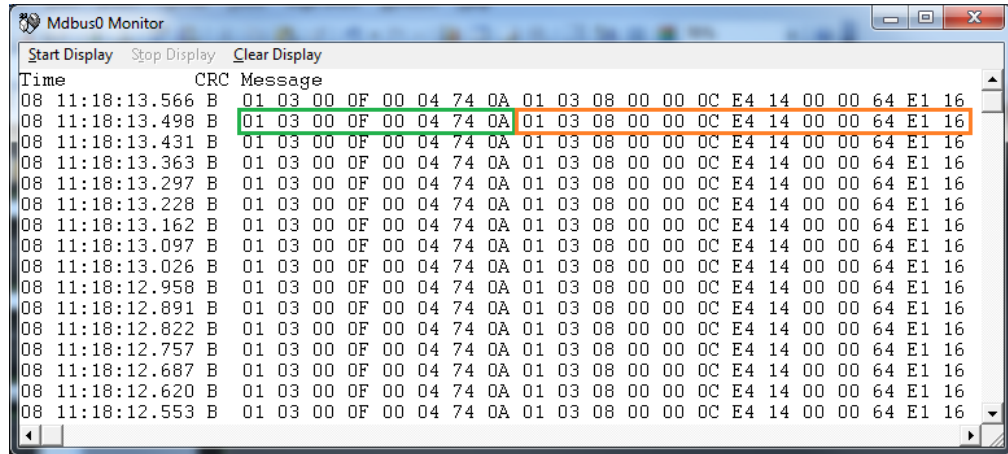 Mdbus0 Monitor
Start Display Stop Display Clear Display
Time CRC Message
08 11:18:13.566 B 01 03 00 0F 00 04 74 0A 01 03 08 00 00 0C E4 14 00 00 64 E1 16
08 11:18:13.498 B 01 03 00 0F 00 04 74 0A 01 03 08 00 00 0C E4 14 00 00 64 E1 16
08 11:18:13.431 B 01 03 00 0F 00 04 74 0A 01 03 08 00 00 0C E4 14 00 00 64 E1 16
08 11:18:13.363 B 01 03 00 0F 00 04 74 0A 01 03 08 00 00 0C E4 14 00 00 64 E1 16
08 11:18:13.297 B 01 03 00 0F 00 04 74 0A 01 03 08 00 00 0C E4 14 00 00 64 E1 16
08 11:18:13.228 B 01 03 00 0F 00 04 74 0A 01 03 08 00 00 0C E4 14 00 00 64 E1 16
08 11:18:13.162 B 01 03 00 0F 00 04 74 0A 01 03 08 00 00 0C E4 14 00 00 64 E1 16
08 11:18:13.097 B 01 03 00 0F 00 04 74 0A 01 03 08 00 00 0C E4 14 00 00 64 E1 16
08 11:18:13.026 B 01 03 00 0F 00 04 74 0A 01 03 08 00 00 0C E4 14 00 00 64 E1 16
08 11:18:12.958 B 01 03 00 0F 00 04 74 0A 01 03 08 00 00 0C E4 14 00 00 64 E1 16
08 11:18:12.891 B 01 03 00 0F 00 04 74 0A 01 03 08 00 00 0C E4 14 00 00 64 E1 16
08 11:18:12.822 B 01 03 00 0F 00 04 74 0A 01 03 08 00 00 0C E4 14 00 00 64 E1 16
08 11:18:12.757 B 01 03 00 0F 00 04 74 0A 01 03 08 00 00 0C E4 14 00 00 64 E1 16
08 11:18:12.687 B 01 03 00 0F 00 04 74 0A 01 03 08 00 00 0C E4 14 00 00 64 E1 16
08 11:18:12.620 B 01 03 00 0F 00 04 74 0A 01 03 08 00 00 0C E4 14 00 00 64 E1 16
08 11:18:12.553 B 01 03 00 0F 00 04 74 0A 01 03 08 00 00 0C E4 14 00 00 64 E1 16